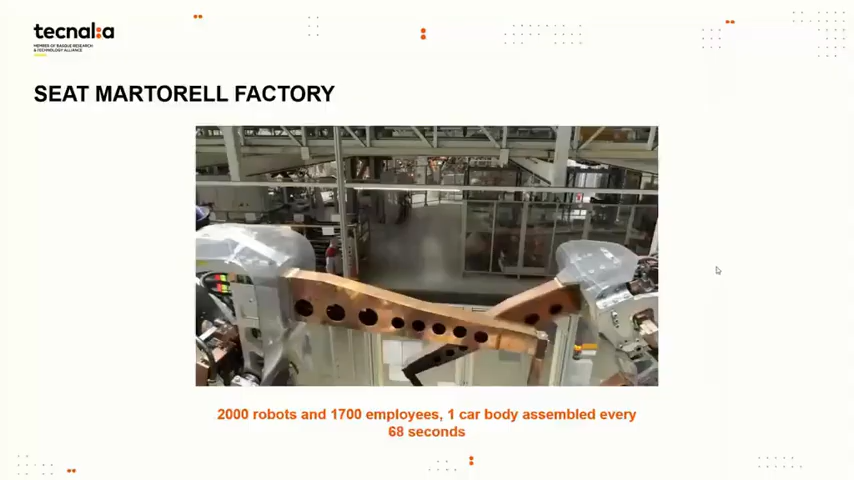 tecnalia
MEMBER OF BASQUE RESEARCH
& TECHNOLOGY ALLIANCE
SEAT MARTORELL FACTORY
2000 robots and 1700 employees, 1 car body assembled every
68 seconds